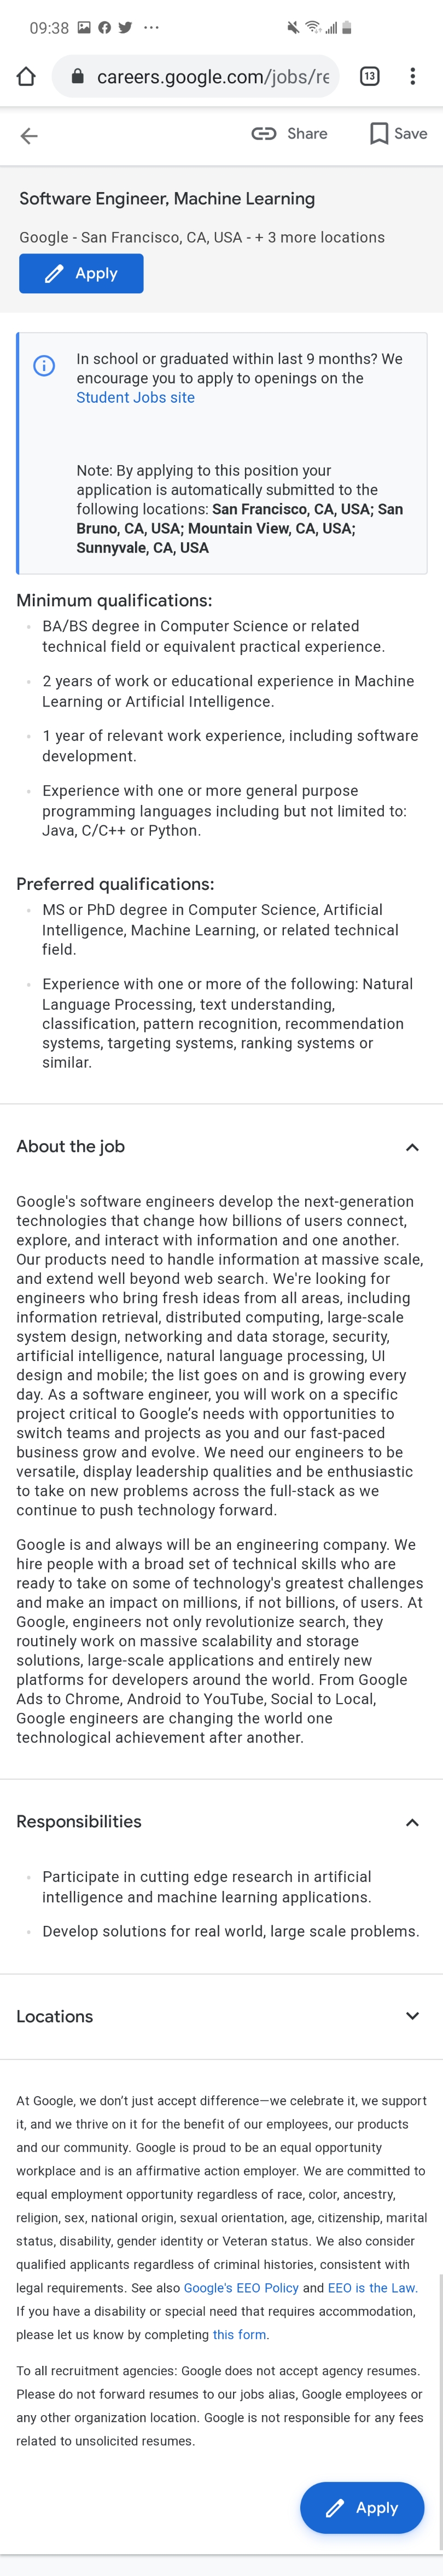 09:38
13
careers.google.com/jobs/re
Share
Save
Software Engineer, Machine Learning
Google - San Francisco, CA, USA - + 3 more locations
Apply
In school or graduated within last 9 months? We
encourage you to apply to openings on the
Student Jobs site
Note: By applying to this position your
application is automatically submitted to the
following locations: San Francisco, CA, USA; San
Bruno, CA, USA; Mountain View, CA, USA;
Sunnyvale, CA, USA
Minimum qualifications:
BA/BS degree in Computer Science or related
technical field or equivalent practical experience.
2 years of work or educational experience in Machine
Learning or Artificial Intelligence.
1 year of relevant work experience, including software
development.
Experience with one or more general purpose
programming languages including but not limited to:
Java, C/C++ or Python.
Preferred qualifications:
MS or PhD degree in Computer Science, Artificial
Intelligence, Machine Learning, or related technical
field.
Experience with one or more of the following: Natural
Language Processing, text understanding,
classification, pattern recognition, recommendation
systems, targeting systems, ranking systems or
similar.
About the job
Google's software engineers develop the next-generation
technologies that change how billions of users connect,
explore, and interact with information and one another.
Our products need to handle information at massive scale,
and extend well beyond web search. We're looking for
engineers who bring fresh ideas from all areas, including
information retrieval, distributed computing, large-scale
system design, networking and data storage, security,
artificial intelligence, natural language processing, UI
design and mobile; the list goes on and is growing every
day. As a software engineer, you will work on a specific
project critical to Google’s needs with opportunities to
switch teams and projects as you and our fast-paced
business grow and evolve. We need our engineers to be
versatile, display leadership qualities and be enthusiastic
to take on new problems across the full-stack as we
continue to push technology forward.
Google is and always will be an engineering company. We
hire people with a broad set of technical skills who are
ready to take on some of technology's greatest challenges
and make an impact on millions, if not billions, of users. At
Google, engineers not only revolutionize search, they
routinely work on massive scalability and storage
solutions, large-scale applications and entirely new
platforms for developers around the world. From Google
Ads to Chrome, Android to YouTube, Social to Local,
Google engineers are changing the world one
technological achievement after another.
Responsibilities
Participate in cutting edge research in artificial
intelligence and machine learning applications.
Develop solutions for real world, large scale problems.
Locations
At Google, we don’t just accept difference—we celebrate it, we support
it, and we thrive on it for the benefit of our employees, our products
and our community. Google is proud to be an equal opportunity
workplace and is an affirmative action employer. We are committed to
equal employment opportunity regardless of race, color, ancestry,
religion, sex, national origin, sexual orientation, age, citizenship, marital
status, disability, gender identity or Veteran status. We also consider
qualified applicants regardless of criminal histories, consistent with
legal requirements. See also Google's EEO Policy and EEO is the Law.
If you have a disability or special need that requires accommodation,
please let us know by completing this form.
To all recruitment agencies: Google does not accept agency resumes.
Please do not forward resumes to our jobs alias, Google employees or
any other organization location. Google is not responsible for any fees
related to unsolicited resumes.
Apply